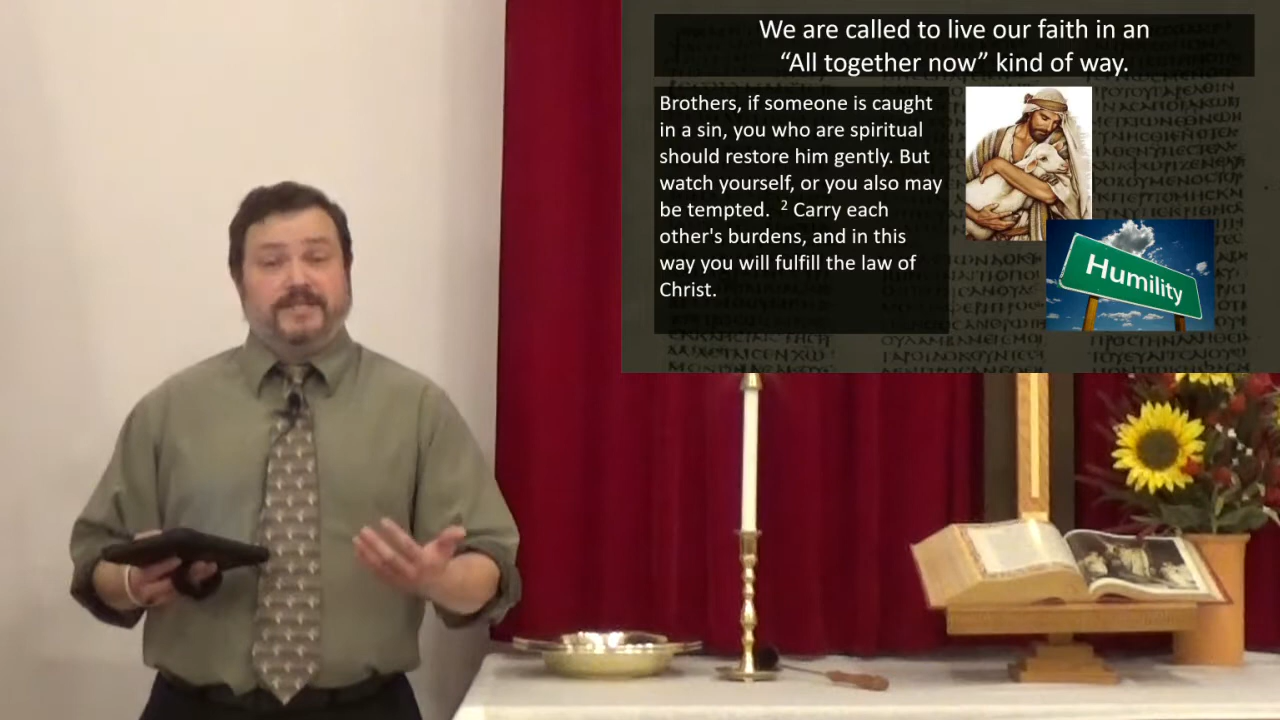 We are called to live our faith in an
“All together now” kind of way.
Brothers, if someone is caught
in a sin, you who are spiritual
should restore him gently. But
watch yourself, or you also may
be tempted. ² Carry each
other's burdens, and in this
way you will fulfill the law of
Christ.
Humility